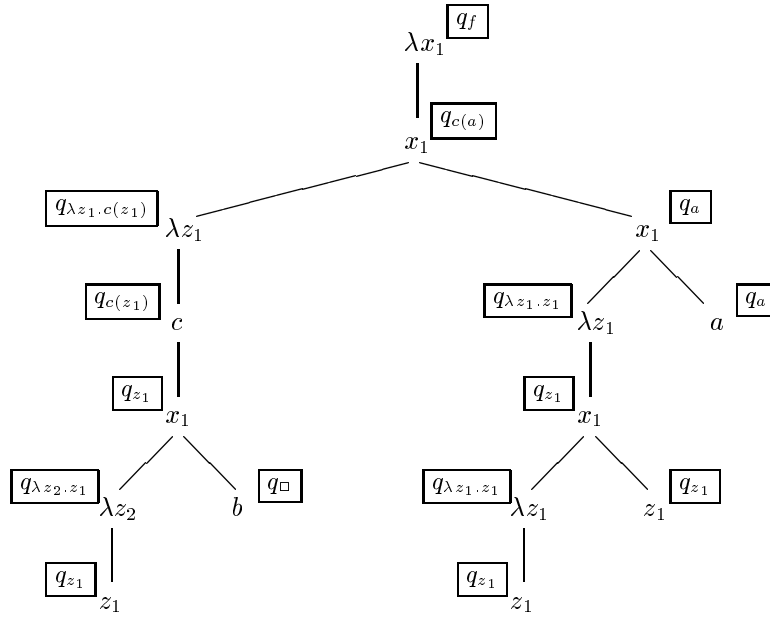 λx₁ q_f
x₁ q_{c(a)}
q_{λz₁.c(z₁)} λz₁ x₁ q_a
q_{c(z₁)} c q_{λz₁.z₁} λz₁ a q_a
q_{z₁} x₁ q_{z₁} x₁
q_{λz₂.z₁} λz₂ b q_□ q_{λz₁.z₁} λz₁ z₁ q_{z₁}
q_{z₁} z₁ q_{z₁} z₁